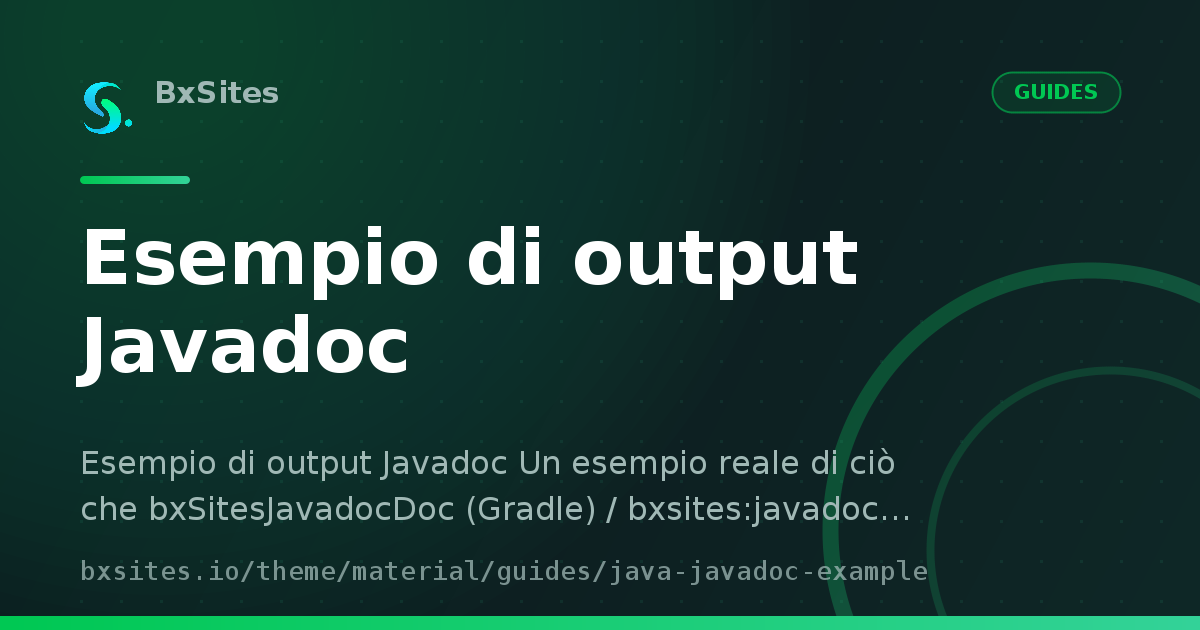 BxSites
GUIDES
Esempio di output
Javadoc
Esempio di output Javadoc Un esempio reale di ciò
che bxSitesJavadocDoc (Gradle) / bxsites:javadoc…
bxsites.io/theme/material/guides/java-javadoc-example